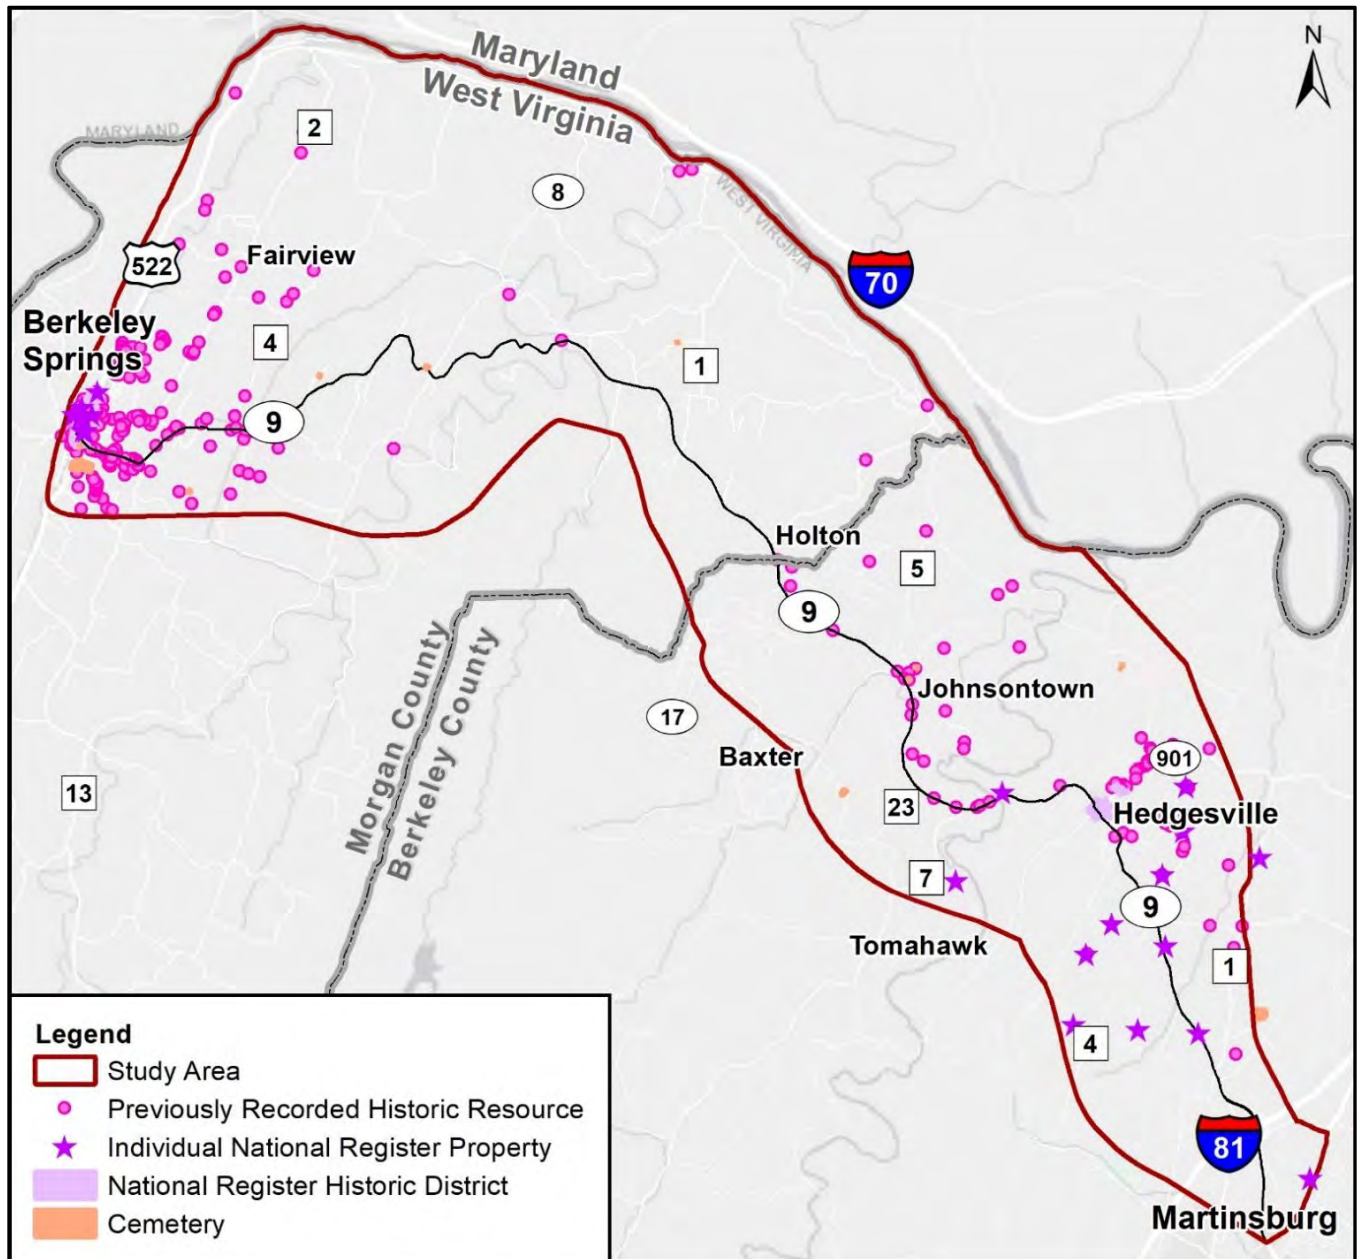 N
Maryland
West Virginia
MARYLAND
2
8
WEST VIRGINIA
522
Fairview
70
Berkeley
Springs
4
1
9
Holton
5
9
Morgan County
Berkeley County
17
Johnsontown
Baxter
901
13
23
Hedgesville
7
9
Tomahawk
1
4
81
Martinsburg
Legend
Study Area
Previously Recorded Historic Resource
Individual National Register Property
National Register Historic District
Cemetery